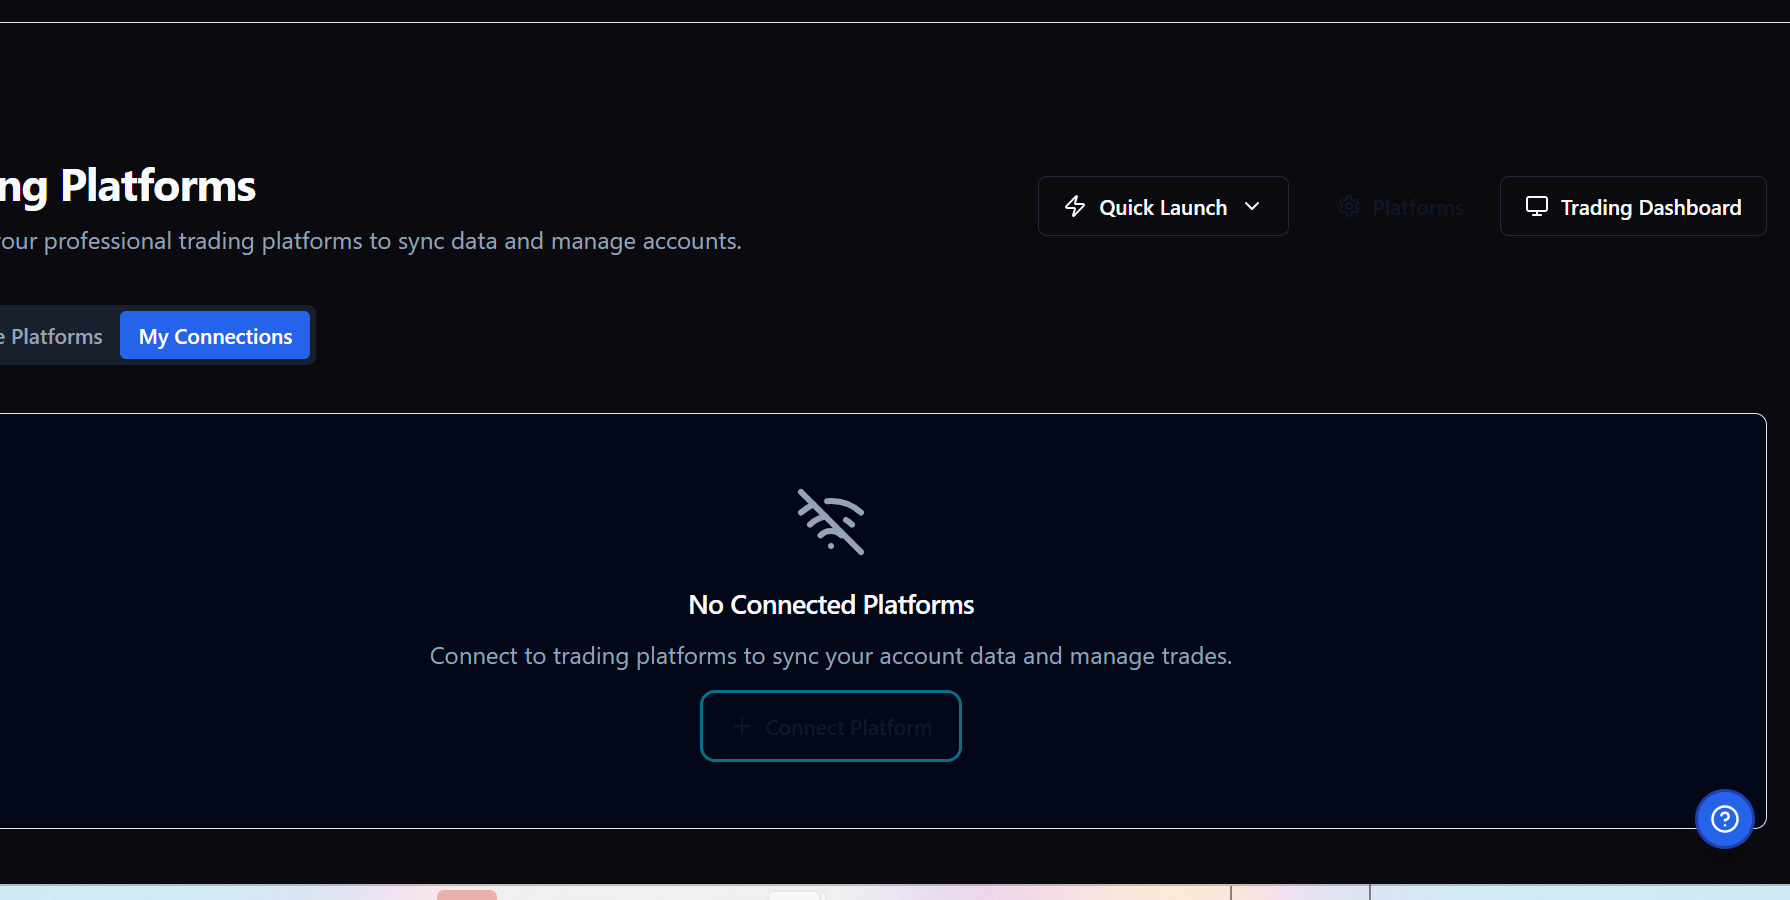 ng Platforms
our professional trading platforms to sync data and manage accounts.
Quick Launch
Platforms
Trading Dashboard
e Platforms
My Connections
No Connected Platforms
Connect to trading platforms to sync your account data and manage trades.
+ Connect Platform